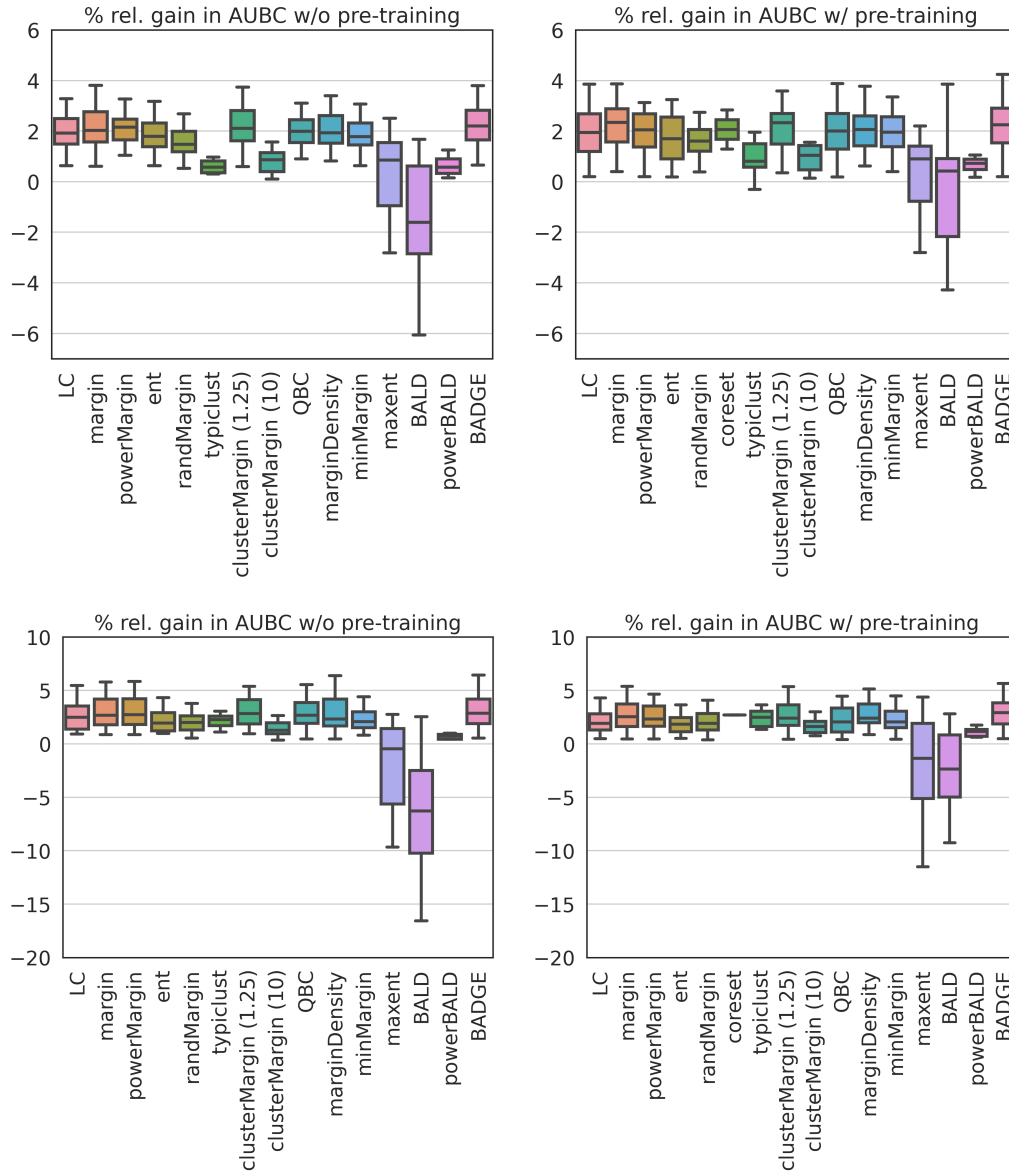 % rel. gain in AUBC w/o pre-training
6
4
2
0
−2
−4
−6
LC
margin
powerMargin
ent
randMargin
typiclust
clusterMargin (1.25)
clusterMargin (10)
QBC
marginDensity
minMargin
maxent
BALD
powerBALD
BADGE
% rel. gain in AUBC w/ pre-training
6
4
2
0
−2
−4
−6
LC
margin
powerMargin
ent
randMargin
coreset
typiclust
clusterMargin (1.25)
clusterMargin (10)
QBC
marginDensity
minMargin
maxent
BALD
powerBALD
BADGE
% rel. gain in AUBC w/o pre-training
10
5
0
−5
−10
−15
−20
LC
margin
powerMargin
ent
randMargin
typiclust
clusterMargin (1.25)
clusterMargin (10)
QBC
marginDensity
minMargin
maxent
BALD
powerBALD
BADGE
% rel. gain in AUBC w/ pre-training
10
5
0
−5
−10
−15
−20
LC
margin
powerMargin
ent
randMargin
coreset
typiclust
clusterMargin (1.25)
clusterMargin (10)
QBC
marginDensity
minMargin
maxent
BALD
powerBALD
BADGE